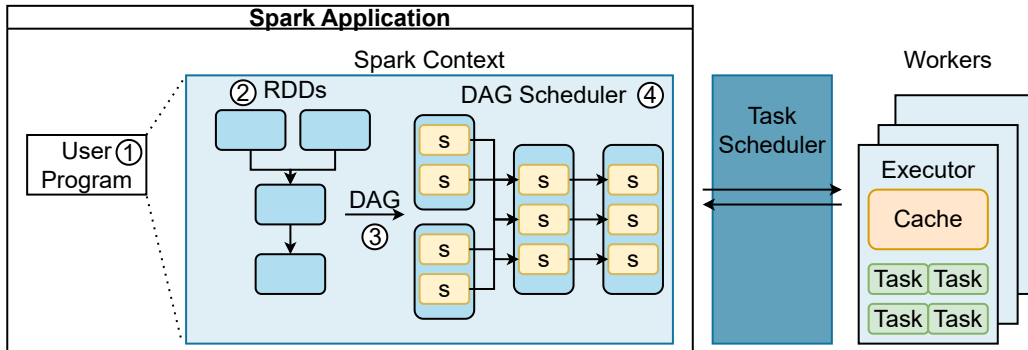 Spark Application
Spark Context
Workers
② RDDs
DAG Scheduler ④
User ①
Program
DAG
③
s
s
s
s
s
s
s
s
s
s
Task
Scheduler
Executor
Cache
Task Task
Task Task